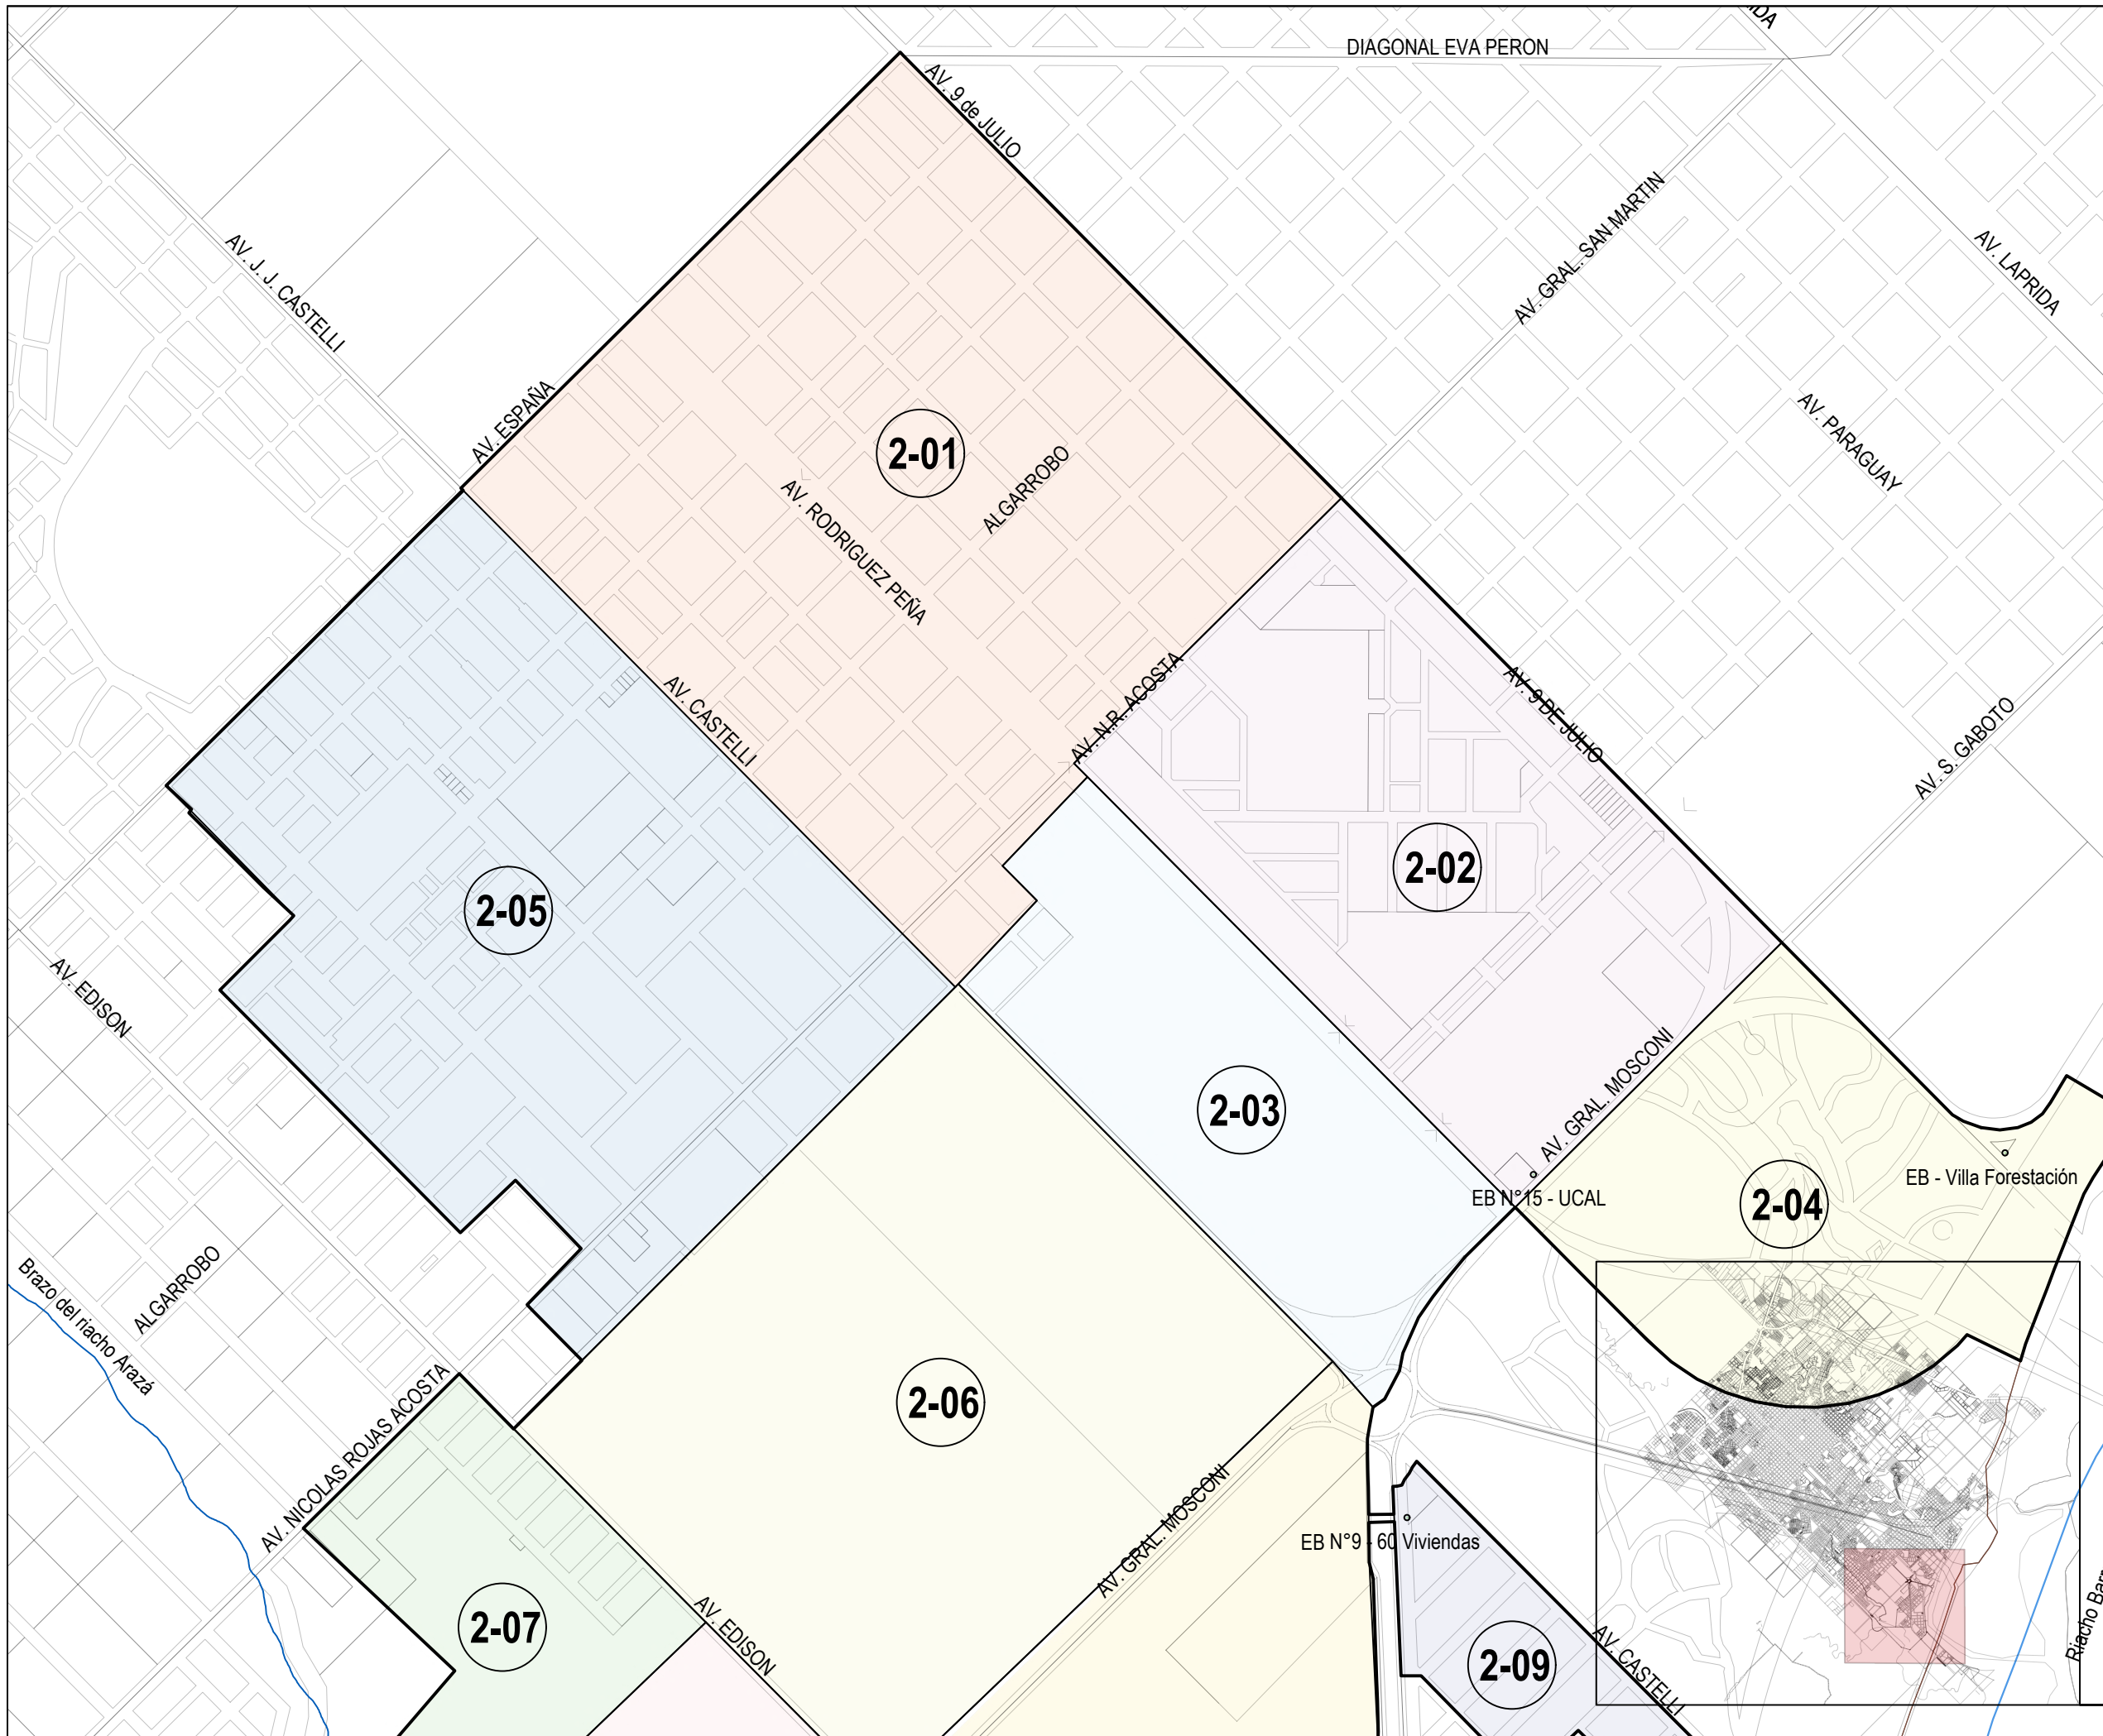 DIAGONAL EVA PERON
AV. 9 de JULIO
AV. GRAL. SAN MARTIN
AV. LAPRIDA
AV. J. J. CASTELLI
AV. ESPAÑA
2-01
ALGARROBO
AV. RODRIGUEZ PEÑA
AV. PARAGUAY
AV. CASTELLI
AV. N.R. ACOSTA
AV. 9 DE JULIO
AV. S. GABOTO
2-02
2-05
AV. EDISON
2-03
AV. GRAL. MOSCONI
EB N°15 - UCAL
EB - Villa Forestación
2-04
ALGARROBO
Brazo del riacho Arazá
2-06
AV. NICOLAS ROJAS ACOSTA
AV. GRAL. MOSCONI
EB N°9 - 60 Viviendas
2-07
AV. EDISON
2-09
AV. CASTELLI
Riacho